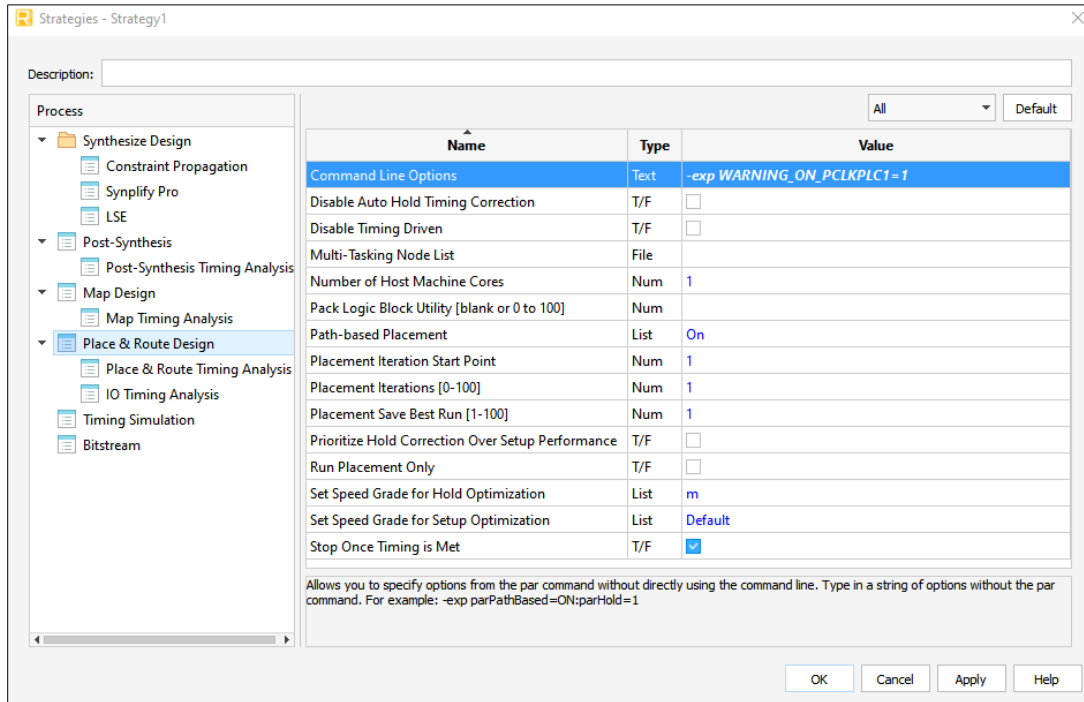 Strategies - Strategy1
Description:
Process
All
Default
Synthesize Design
Constraint Propagation
Synplify Pro
LSE
Post-Synthesis
Post-Synthesis Timing Analysis
Map Design
Map Timing Analysis
Place & Route Design
Place & Route Timing Analysis
IO Timing Analysis
Timing Simulation
Bitstream
Name Type Value
Command Line Options Text -exp WARNING_ON_PCLKPLC1=1
Disable Auto Hold Timing Correction T/F
Disable Timing Driven T/F
Multi-Tasking Node List File
Number of Host Machine Cores Num 1
Pack Logic Block Utility [blank or 0 to 100] Num
Path-based Placement List On
Placement Iteration Start Point Num 1
Placement Iterations [0-100] Num 1
Placement Save Best Run [1-100] Num 1
Prioritize Hold Correction Over Setup Performance T/F
Run Placement Only T/F
Set Speed Grade for Hold Optimization List m
Set Speed Grade for Setup Optimization List Default
Stop Once Timing is Met T/F
Allows you to specify options from the par command without directly using the command line. Type in a string of options without the par
command. For example: -exp parPathBased=ON:parHold=1
OK Cancel Apply Help